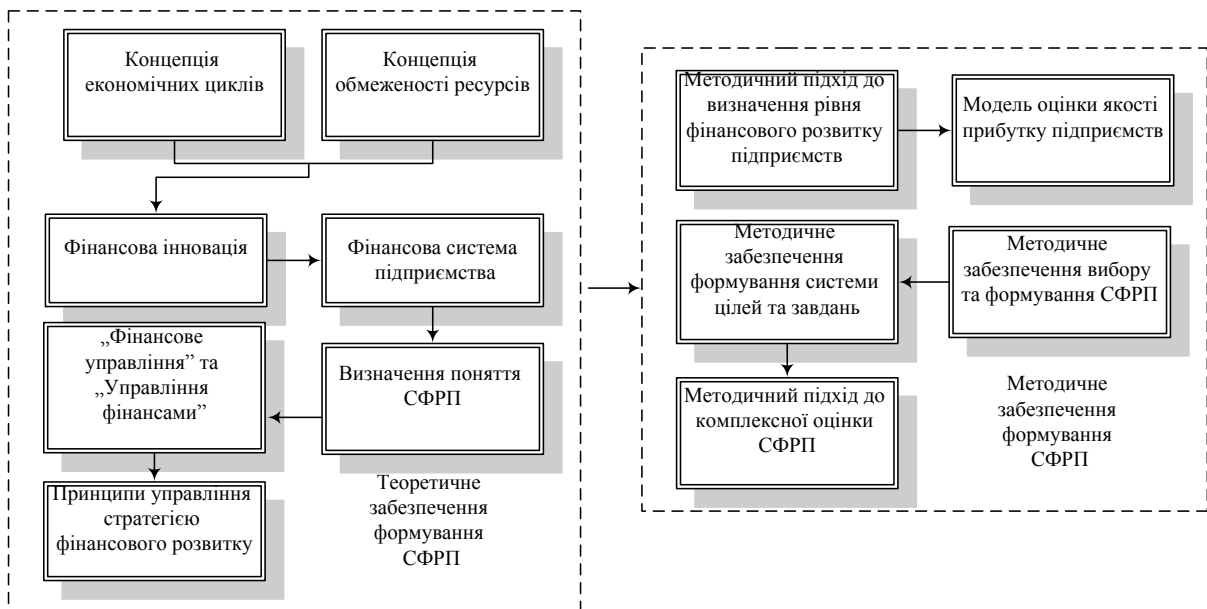 Концепція
економічних циклів
Концепція
обмеженості ресурсів
Фінансова інновація
Фінансова система
підприємства
„Фінансове
управління” та
„Управління
фінансами”
Визначення поняття
СФРП
Принципи управління
стратегією
фінансового розвитку
Теоретичне
забезпечення
формування
СФРП
Методичний підхід до
визначення рівня
фінансового розвитку
підприємств
Модель оцінки якості
прибутку підприємств
Методичне
забезпечення
формування системи
цілей та завдань
Методичне
забезпечення вибору
та формування СФРП
Методичний підхід до
комплексної оцінки
СФРП
Методичне
забезпечення
формування
СФРП